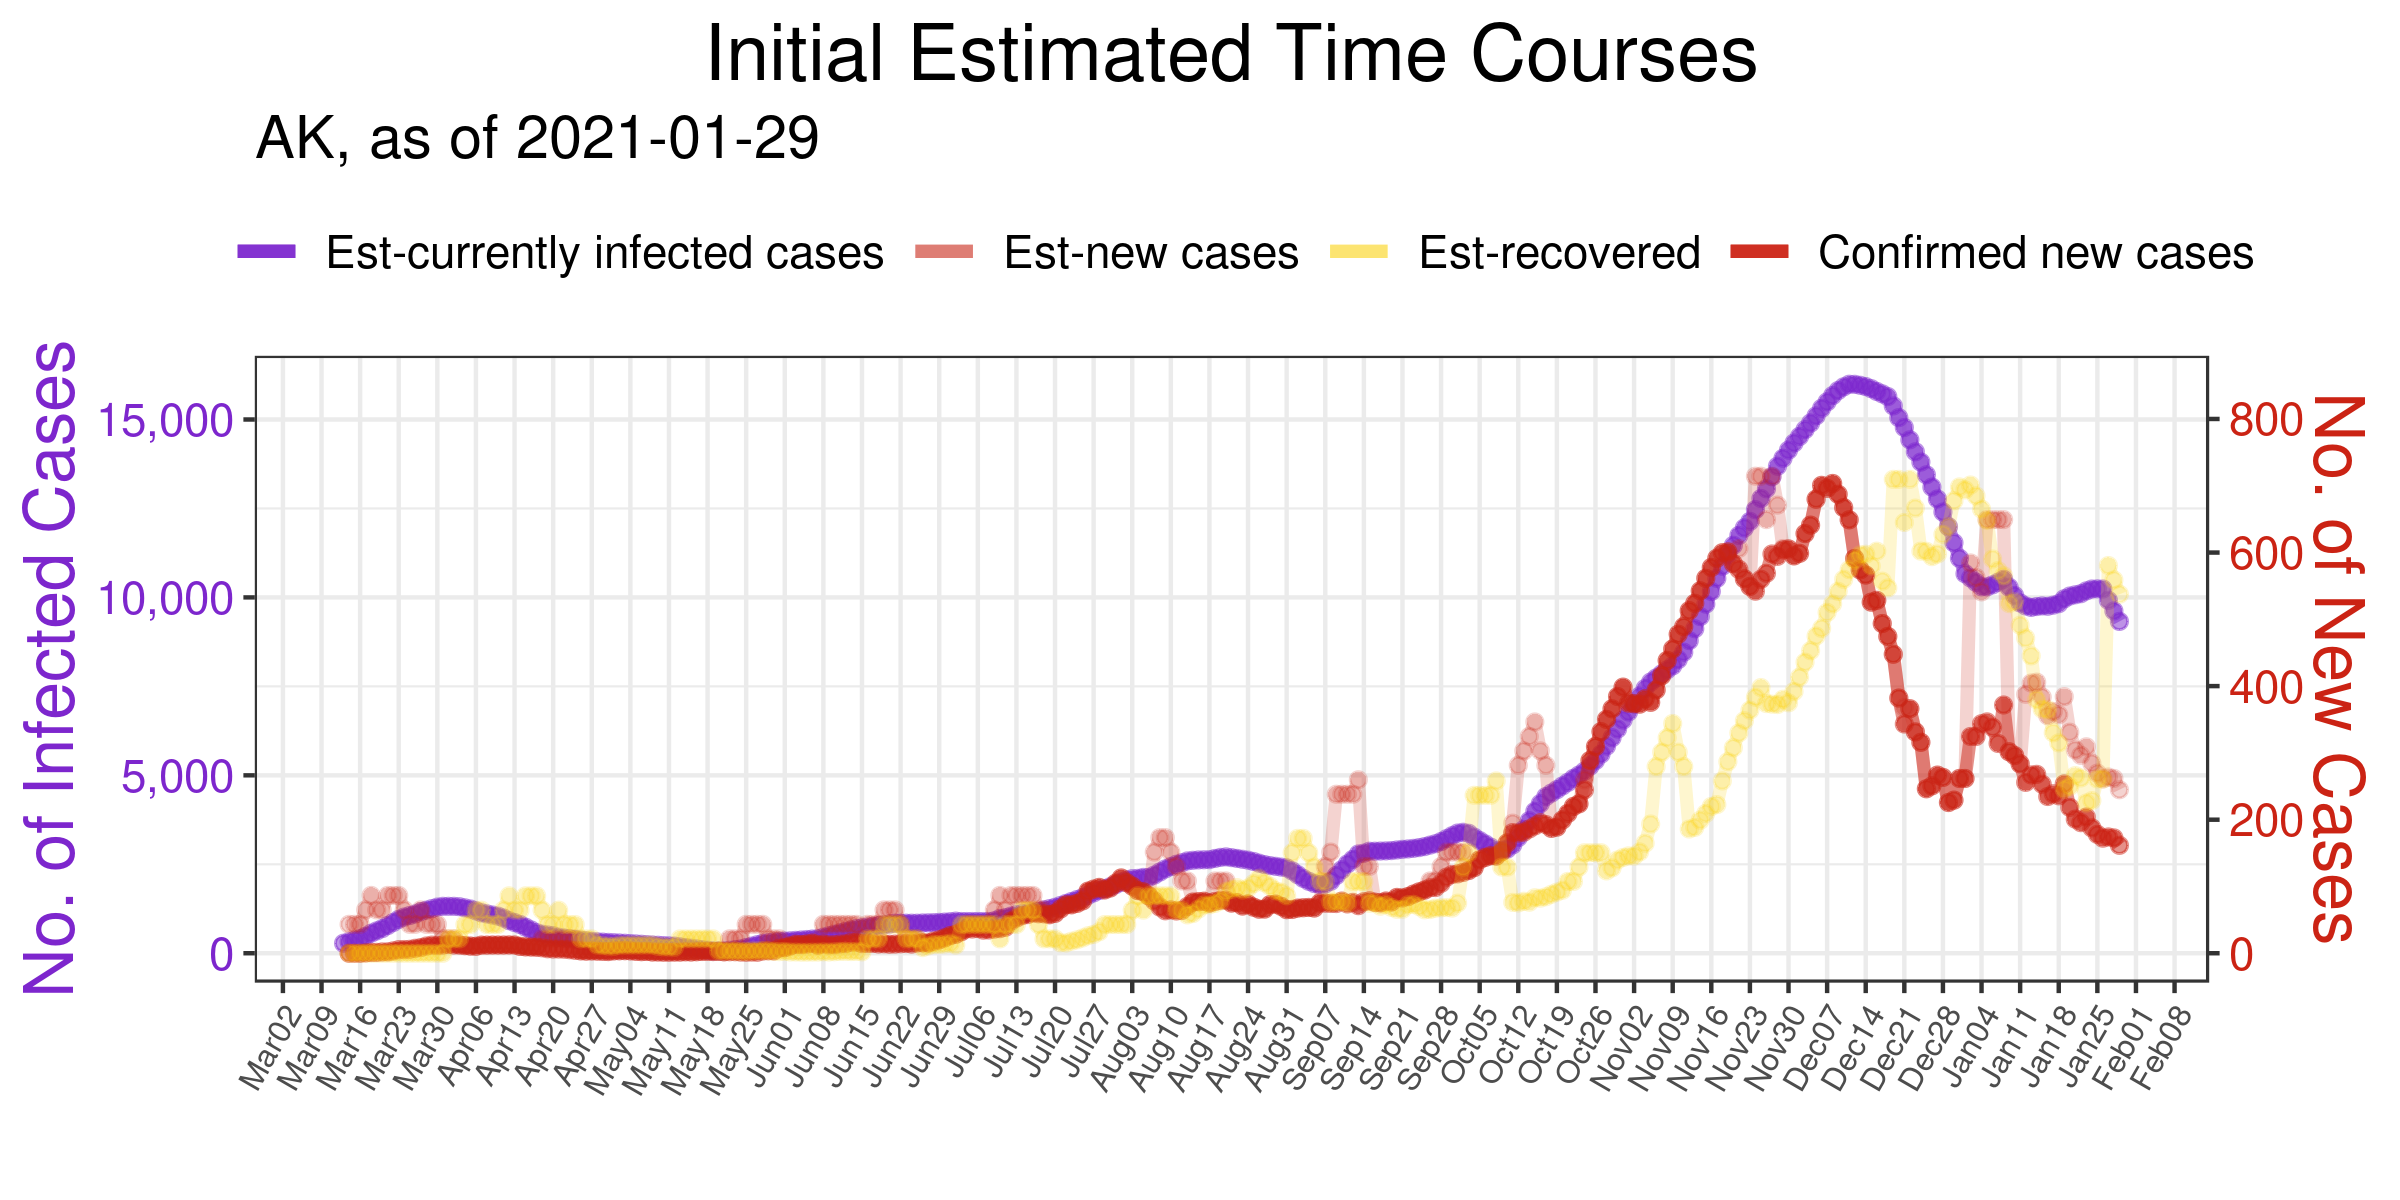 Initial Estimated Time Courses
AK, as of 2021-01-29
Est-currently infected cases
Est-new cases
Est-recovered
Confirmed new cases
No. of Infected Cases
15,000
10,000
5,000
0
800
600
400
200
0
No. of New Cases
Mar02
Mar09
Mar16
Mar23
Mar30
Apr06
Apr13
Apr20
Apr27
May04
May11
May18
May25
Jun01
Jun08
Jun15
Jun22
Jun29
Jul06
Jul13
Jul20
Jul27
Aug03
Aug10
Aug17
Aug24
Aug31
Sep07
Sep14
Sep21
Sep28
Oct05
Oct12
Oct19
Oct26
Nov02
Nov09
Nov16
Nov23
Nov30
Dec07
Dec14
Dec21
Dec28
Jan04
Jan11
Jan18
Jan25
Feb01
Feb08